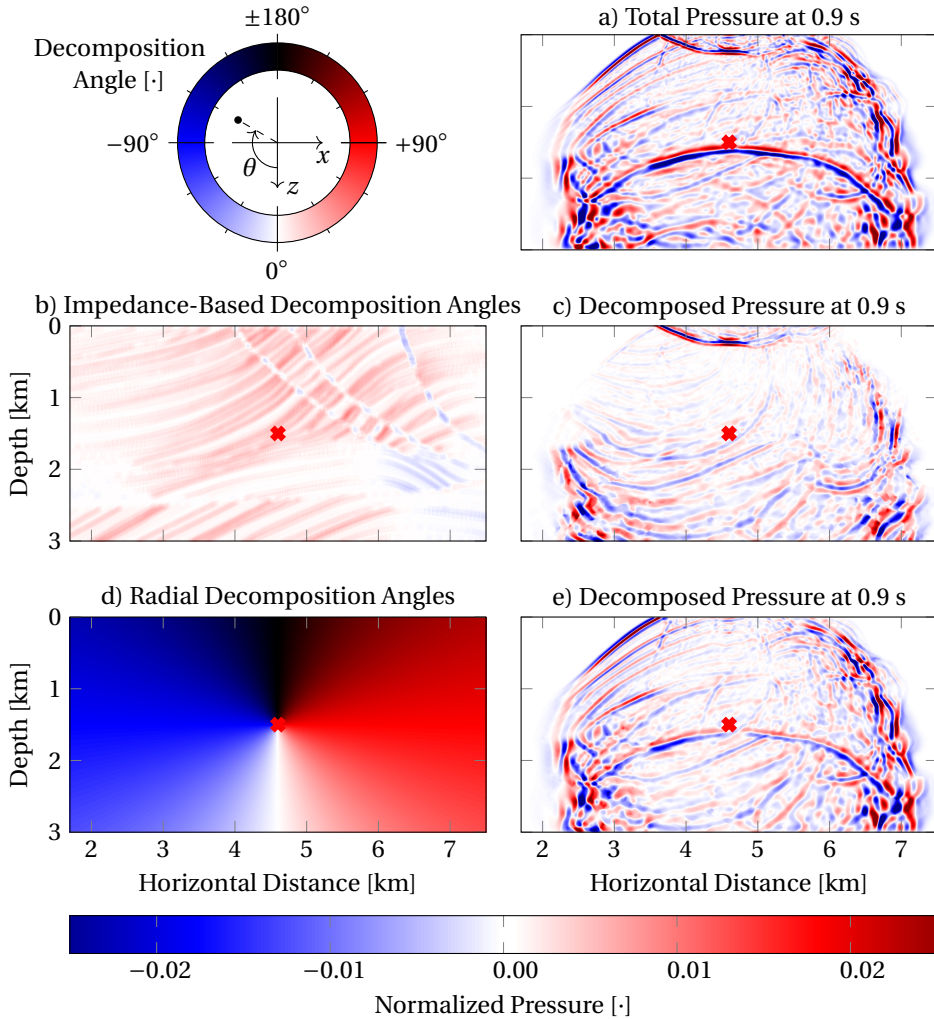 ±180°
Decomposition
Angle [·]
−90°
+90°
x
θ
z
0°
a) Total Pressure at 0.9 s
b) Impedance-Based Decomposition Angles
0
1
2
3
Depth [km]
c) Decomposed Pressure at 0.9 s
d) Radial Decomposition Angles
0
1
2
3
Depth [km]
2 3 4 5 6 7
Horizontal Distance [km]
e) Decomposed Pressure at 0.9 s
2 3 4 5 6 7
Horizontal Distance [km]
−0.02 −0.01 0.00 0.01 0.02
Normalized Pressure [·]